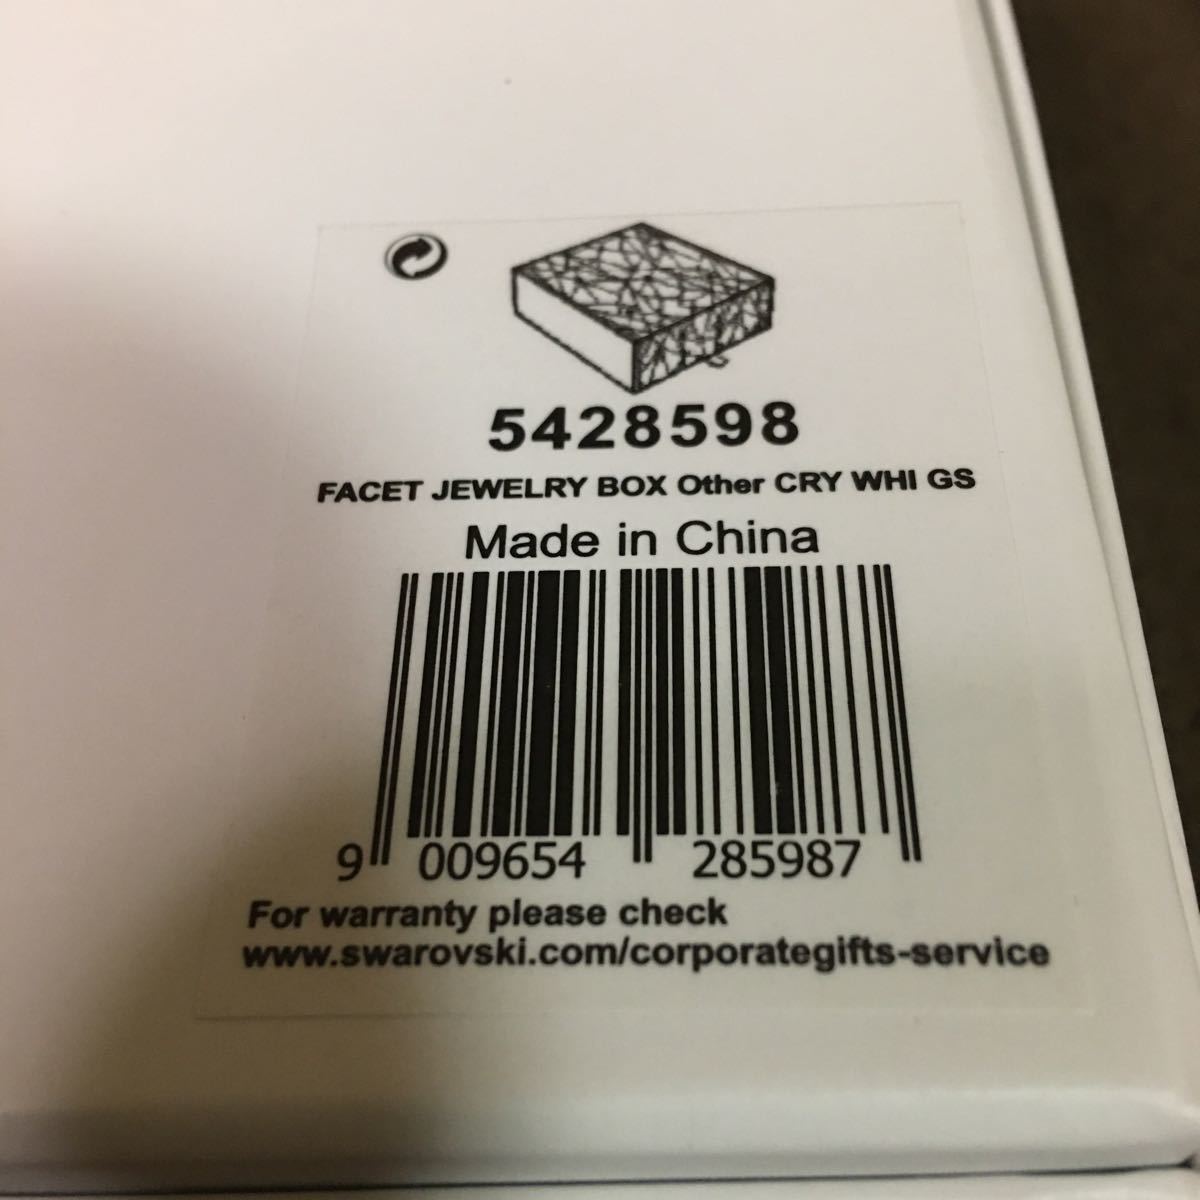 5428598
FACET JEWELRY BOX Other CRY WHI GS
Made in China
9 009654 285987
For warranty please check
www.swarovski.com/corporategifts-service